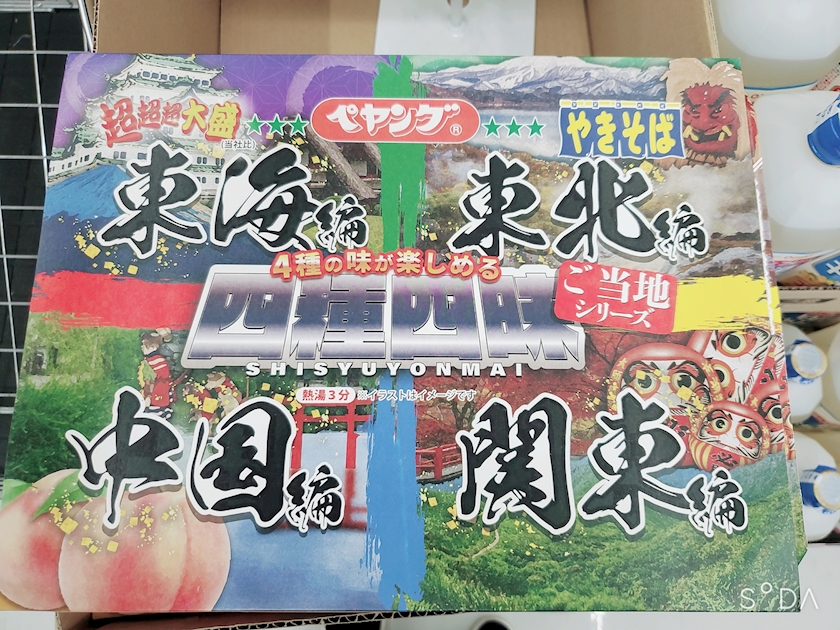 超超超大盛
(当社比)
ペヤング®
やきそば
東海編
東北編
4種の味が楽しめる
四種四味
ご当地
シリーズ
SHISYUYONMAI
熱湯3分 ※イラストはイメージです
中国編
関東編
SODA